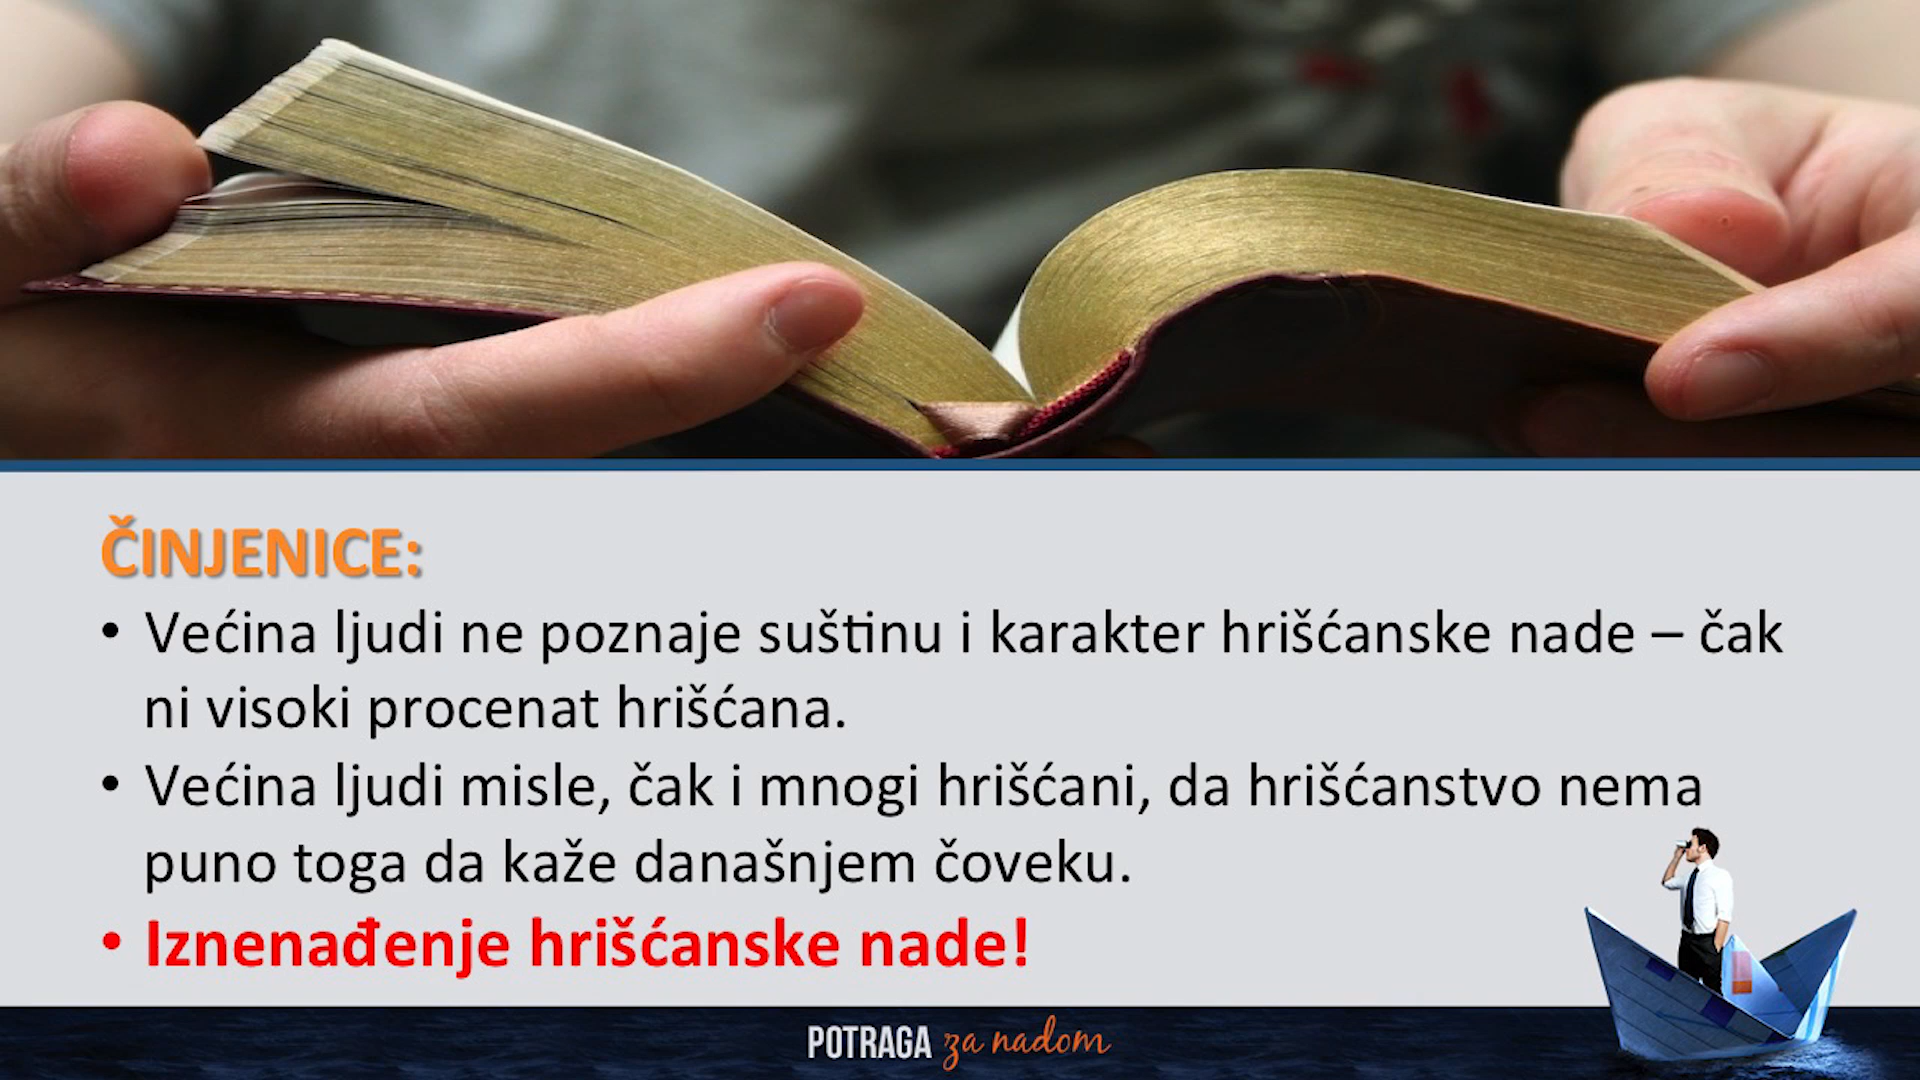 ČINJENICE:
• Većina ljudi ne poznaje suštinu i karakter hrišćanske nade – čak
ni visoki procenat hrišćana.
• Većina ljudi misle, čak i mnogi hrišćani, da hrišćanstvo nema
puno toga da kaže današnjem čoveku.
• Iznenađenje hrišćanske nade!
POTRAGA za nadom